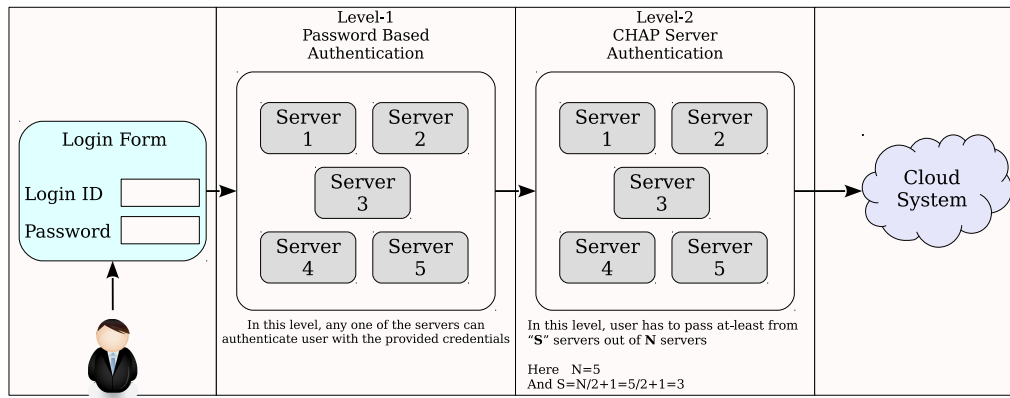 Login Form
Login ID
Password
Level-1
Password Based
Authentication
Server
1
Server
2
Server
3
Server
4
Server
5
In this level, any one of the servers can
authenticate user with the provided credentials
Level-2
CHAP Server
Authentication
Server
1
Server
2
Server
3
Server
4
Server
5
In this level, user has to pass at-least from
“S” servers out of N servers
Here N=5
And S=N/2+1=5/2+1=3
Cloud
System